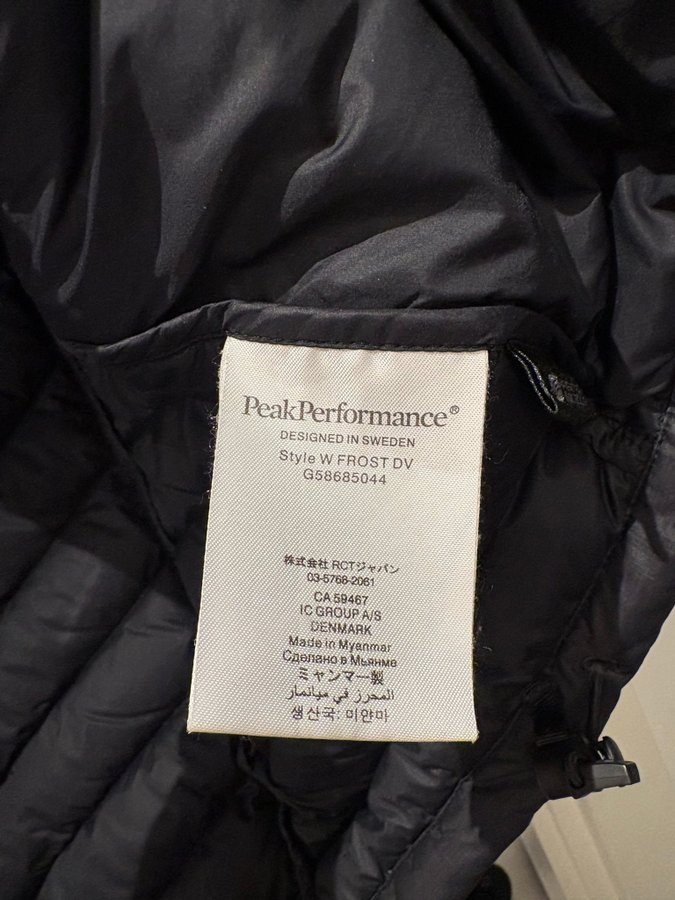 PeakPerformance®
DESIGNED IN SWEDEN
Style W FROST DV
G58685044
株式会社 RCTジャパン
03-5768-2061
CA 59467
IC GROUP A/S
DENMARK
Made in Myanmar
Сделано в Мьянме
ミャンマー製
المحرز في ميانمار
생산국: 미얀마